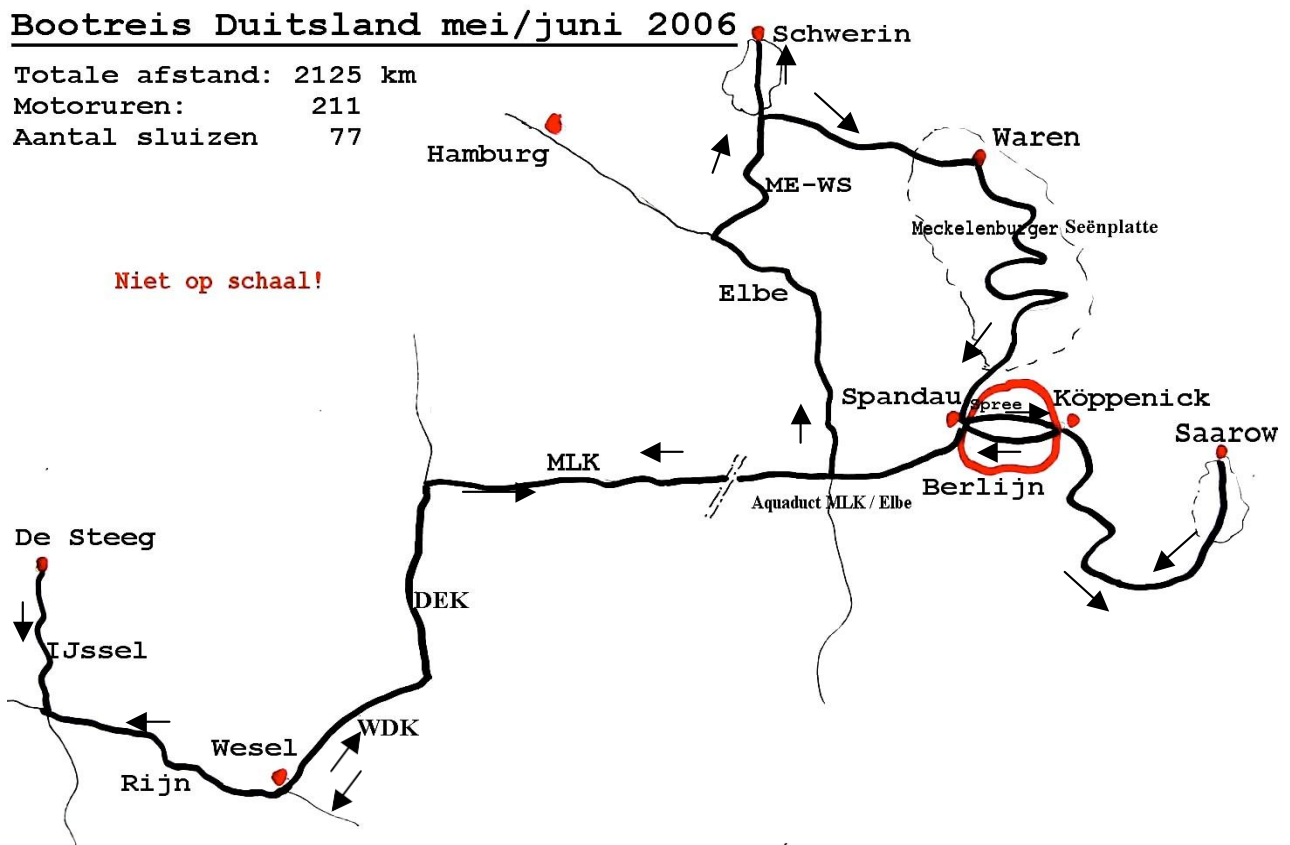 Bootreis Duitsland mei/juni 2006
Totale afstand: 2125 km
Motoruren: 211
Aantal sluizen 77
Schwerin
Hamburg
Waren
ME-WS
Meckelenburger Seënplatte
Niet op schaal!
Elbe
Spandau
Spree
Köppenick
Saarow
MLK
Berlijn
Aquaduct MLK / Elbe
De Steeg
DEK
IJssel
WDK
Wesel
Rijn